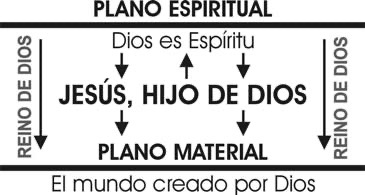 PLANO ESPIRITUAL
Dios es Espíritu
REINO DE DIOS
JESÚS, HIJO DE DIOS
REINO DE DIOS
PLANO MATERIAL
El mundo creado por Dios